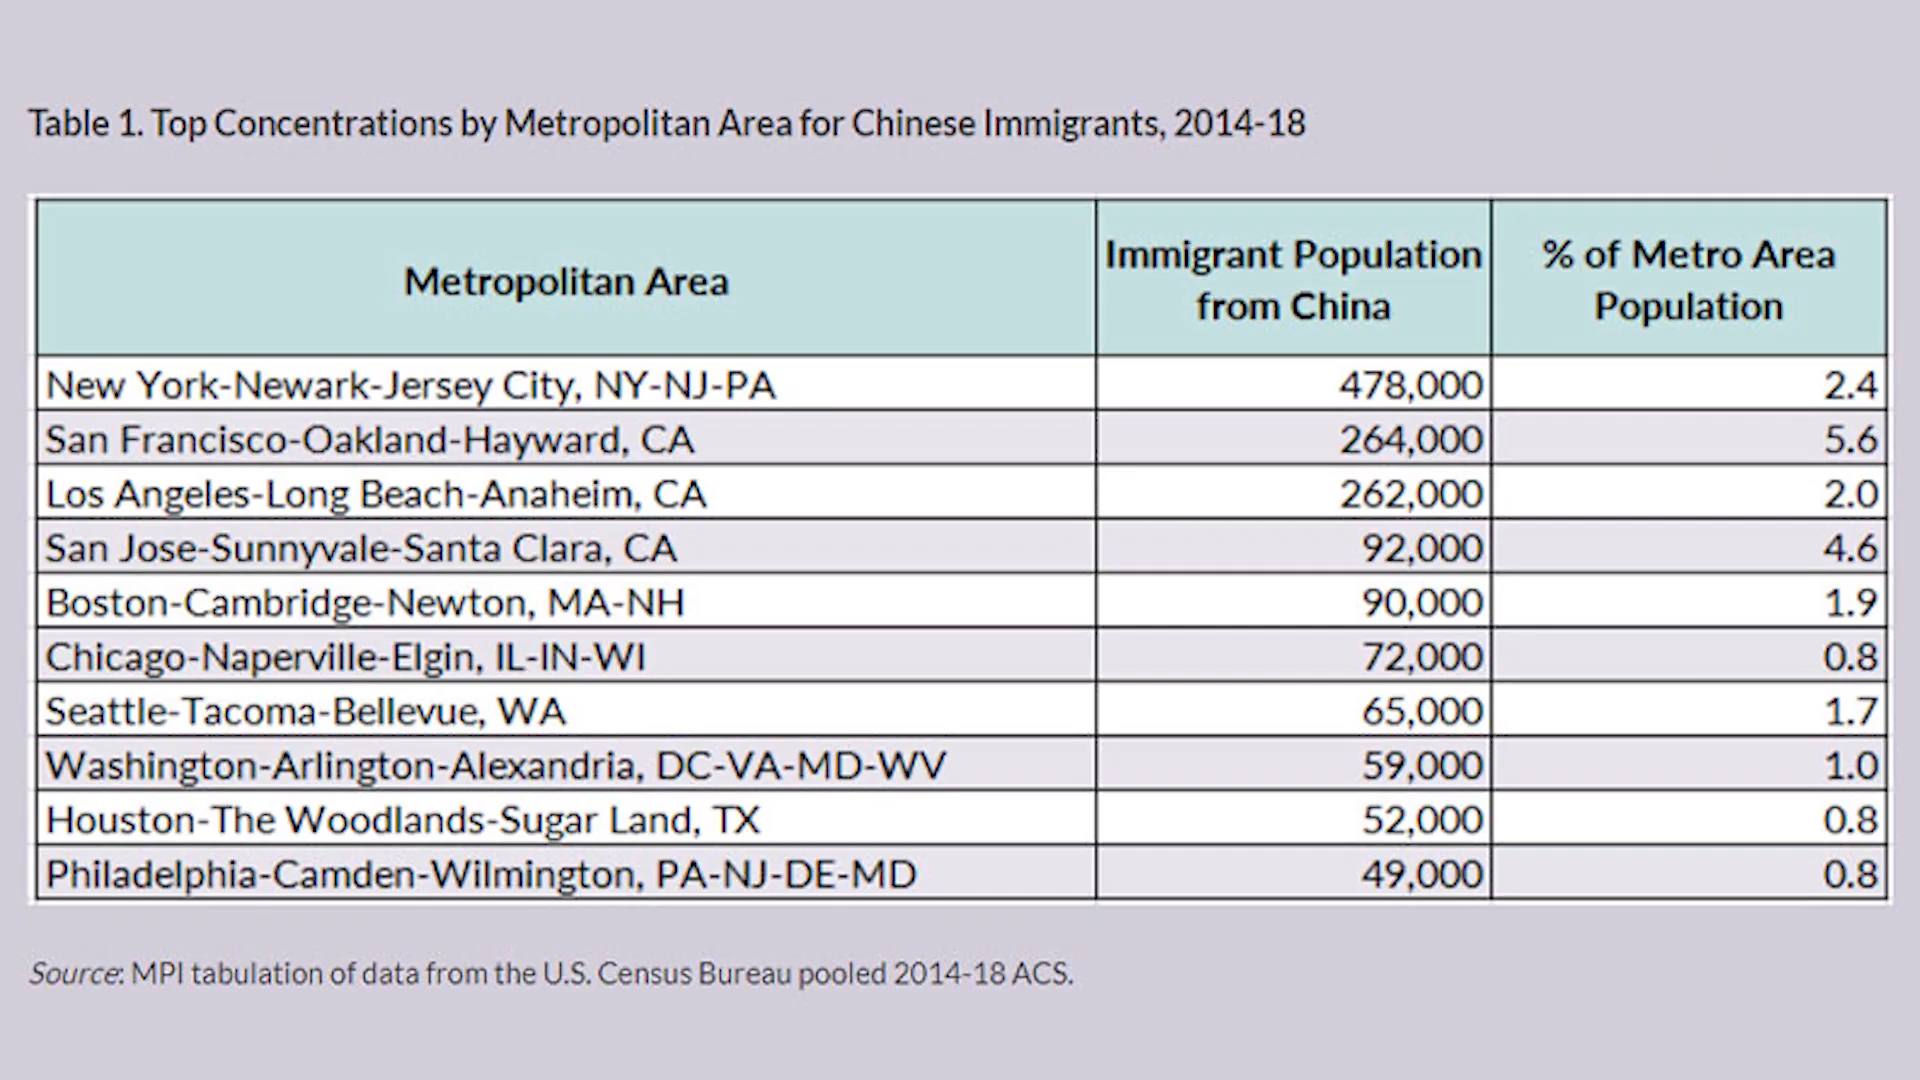 Table 1. Top Concentrations by Metropolitan Area for Chinese Immigrants, 2014-18
Metropolitan Area
Immigrant Population
from China
% of Metro Area
Population
New York-Newark-Jersey City, NY-NJ-PA 478,000 2.4
San Francisco-Oakland-Hayward, CA 264,000 5.6
Los Angeles-Long Beach-Anaheim, CA 262,000 2.0
San Jose-Sunnyvale-Santa Clara, CA 92,000 4.6
Boston-Cambridge-Newton, MA-NH 90,000 1.9
Chicago-Naperville-Elgin, IL-IN-WI 72,000 0.8
Seattle-Tacoma-Bellevue, WA 65,000 1.7
Washington-Arlington-Alexandria, DC-VA-MD-WV 59,000 1.0
Houston-The Woodlands-Sugar Land, TX 52,000 0.8
Philadelphia-Camden-Wilmington, PA-NJ-DE-MD 49,000 0.8
Source: MPI tabulation of data from the U.S. Census Bureau pooled 2014-18 ACS.